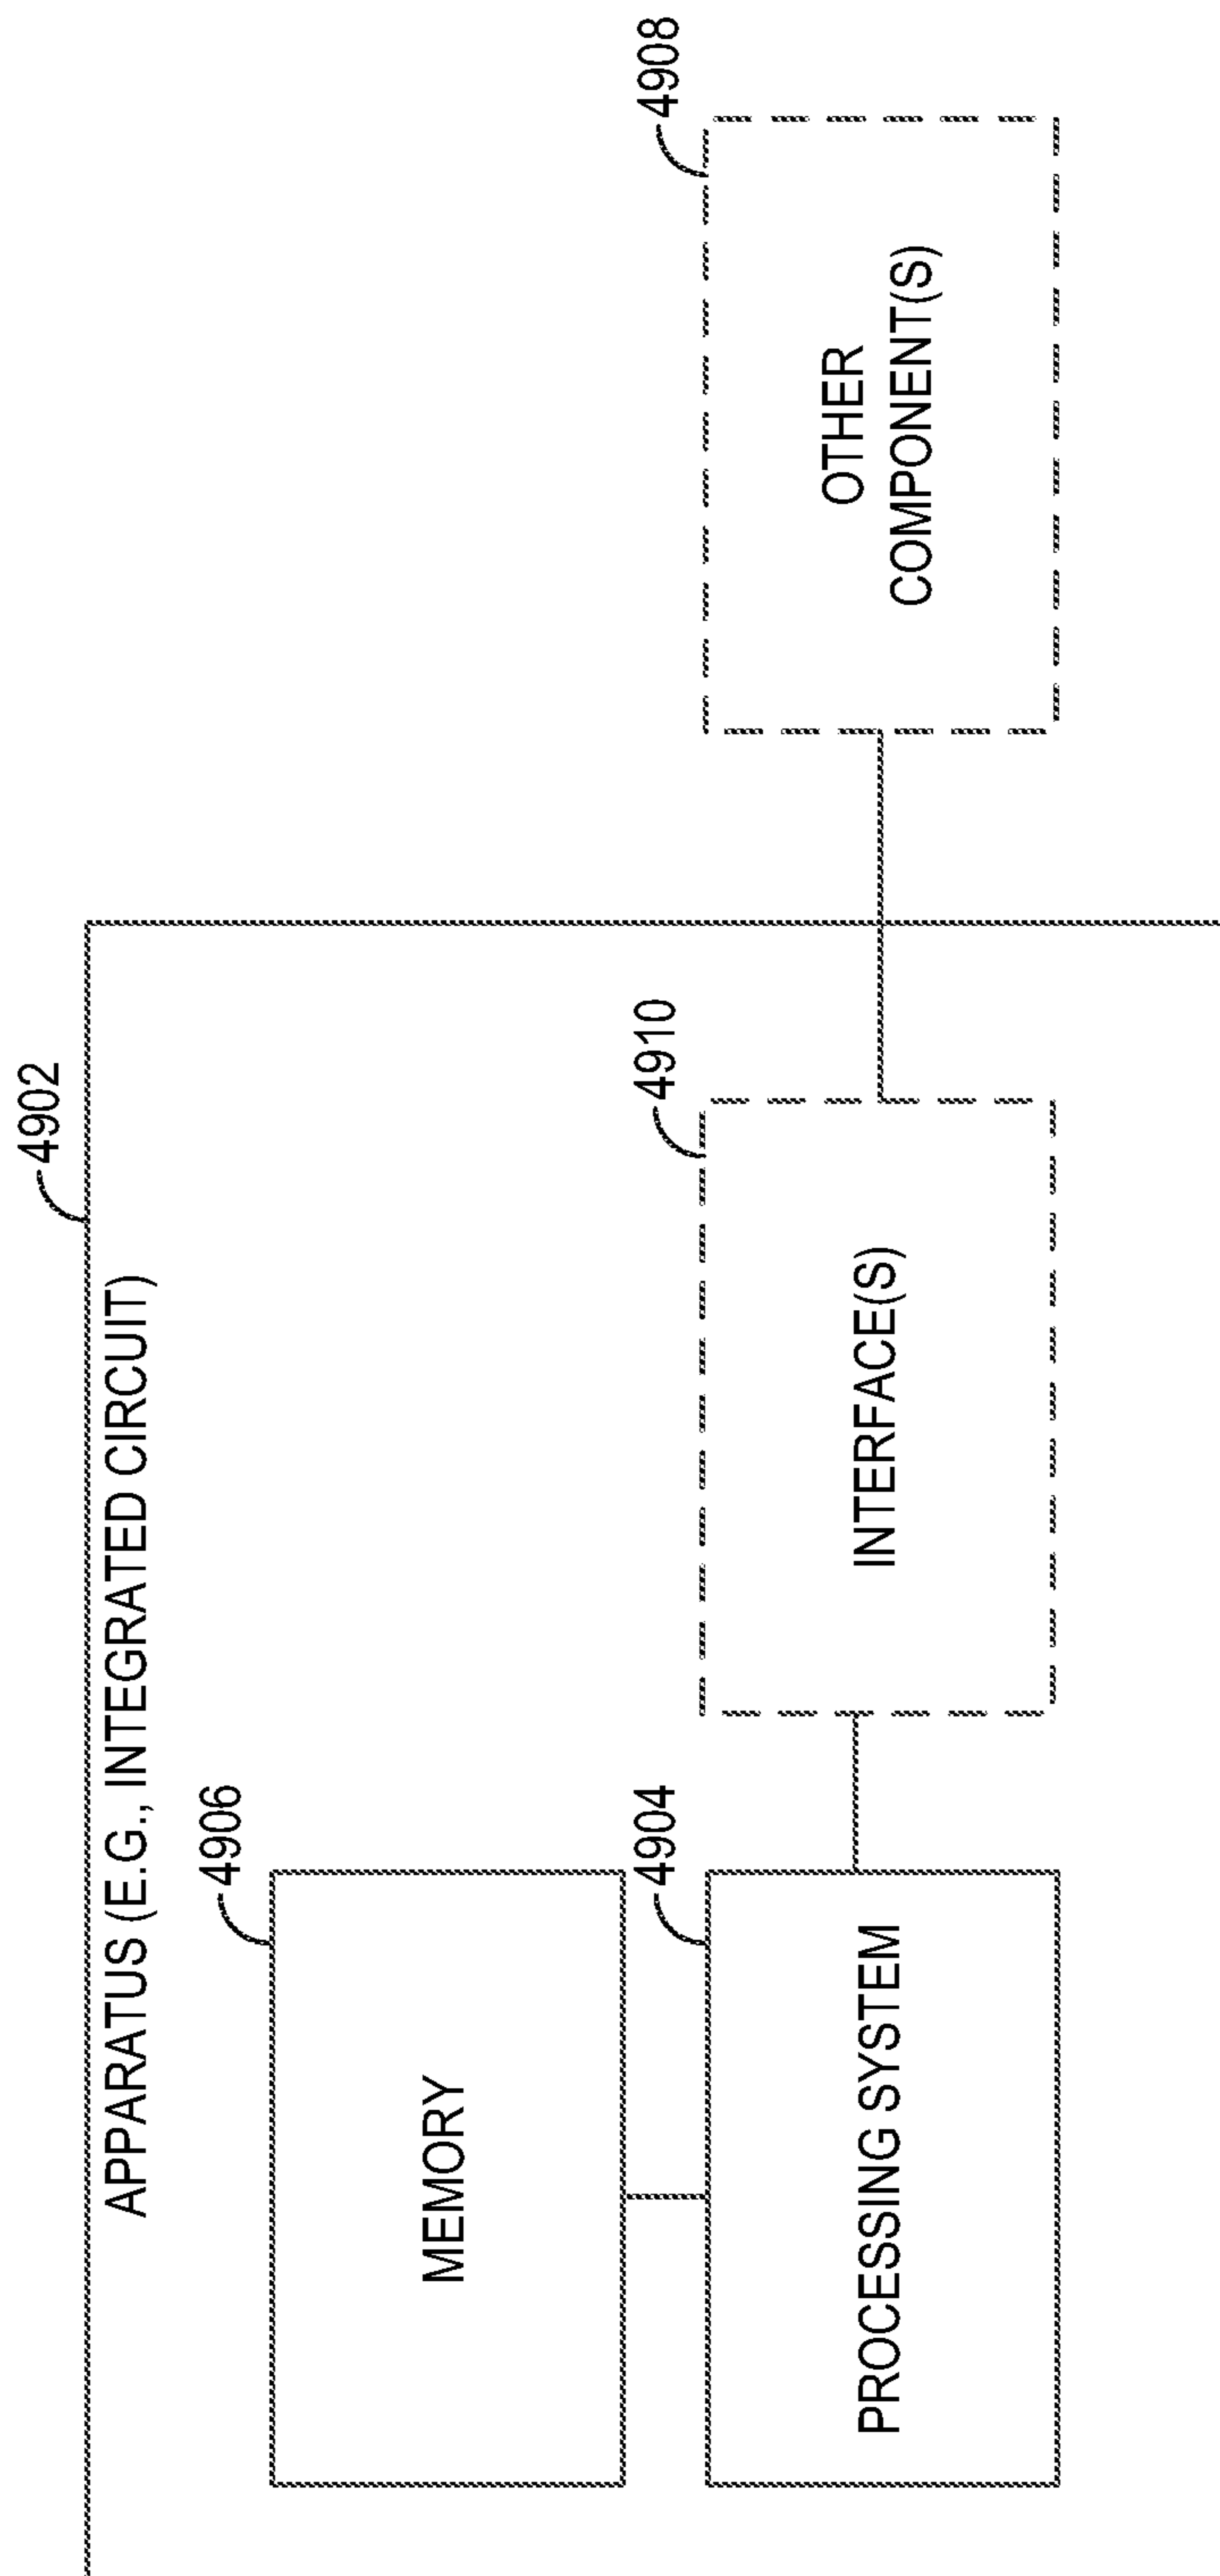 4902
APPARATUS (E.G., INTEGRATED CIRCUIT)
4906
MEMORY
4904
PROCESSING SYSTEM
4910
INTERFACE(S)
4908
OTHER
COMPONENT(S)